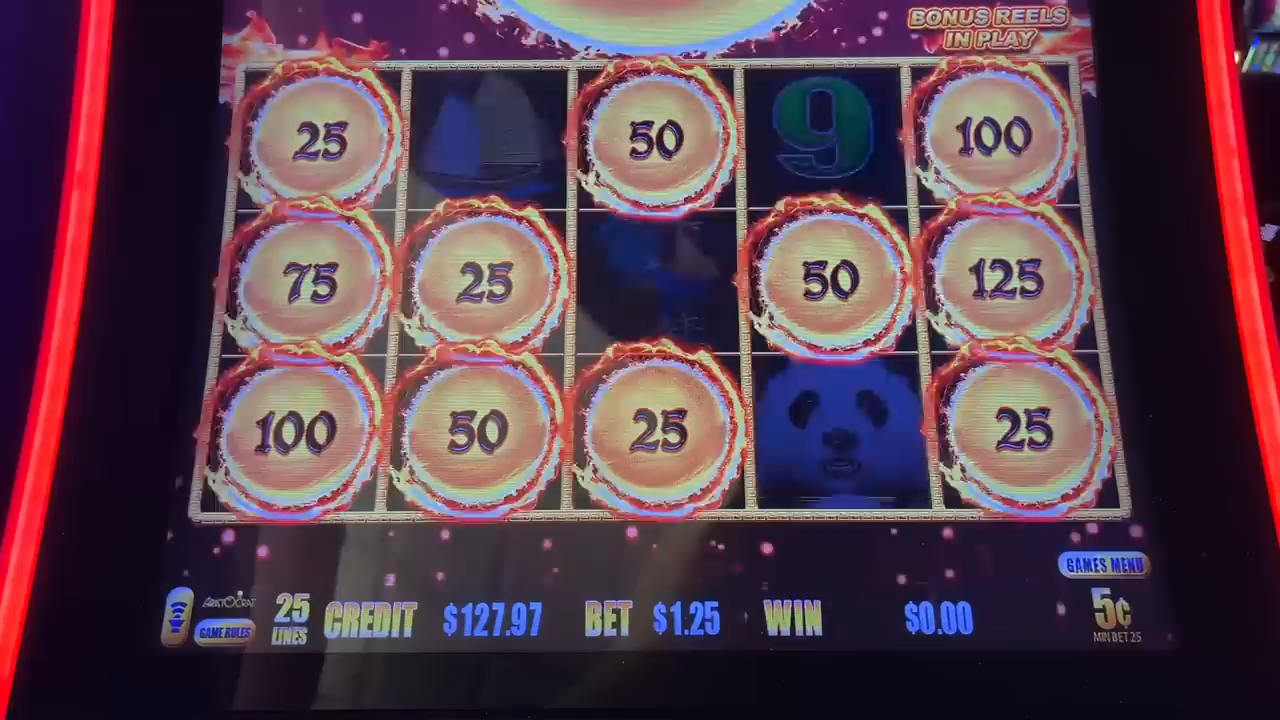 BONUS REELS
IN PLAY
25 50 9 100
75 25 50 125
100 50 25 25
GAMES MENU
ARISTOCRAT
GAME RULES
25
LINES
CREDIT $127.97 BET $1.25 WIN $0.00
5¢
MIN BET 25